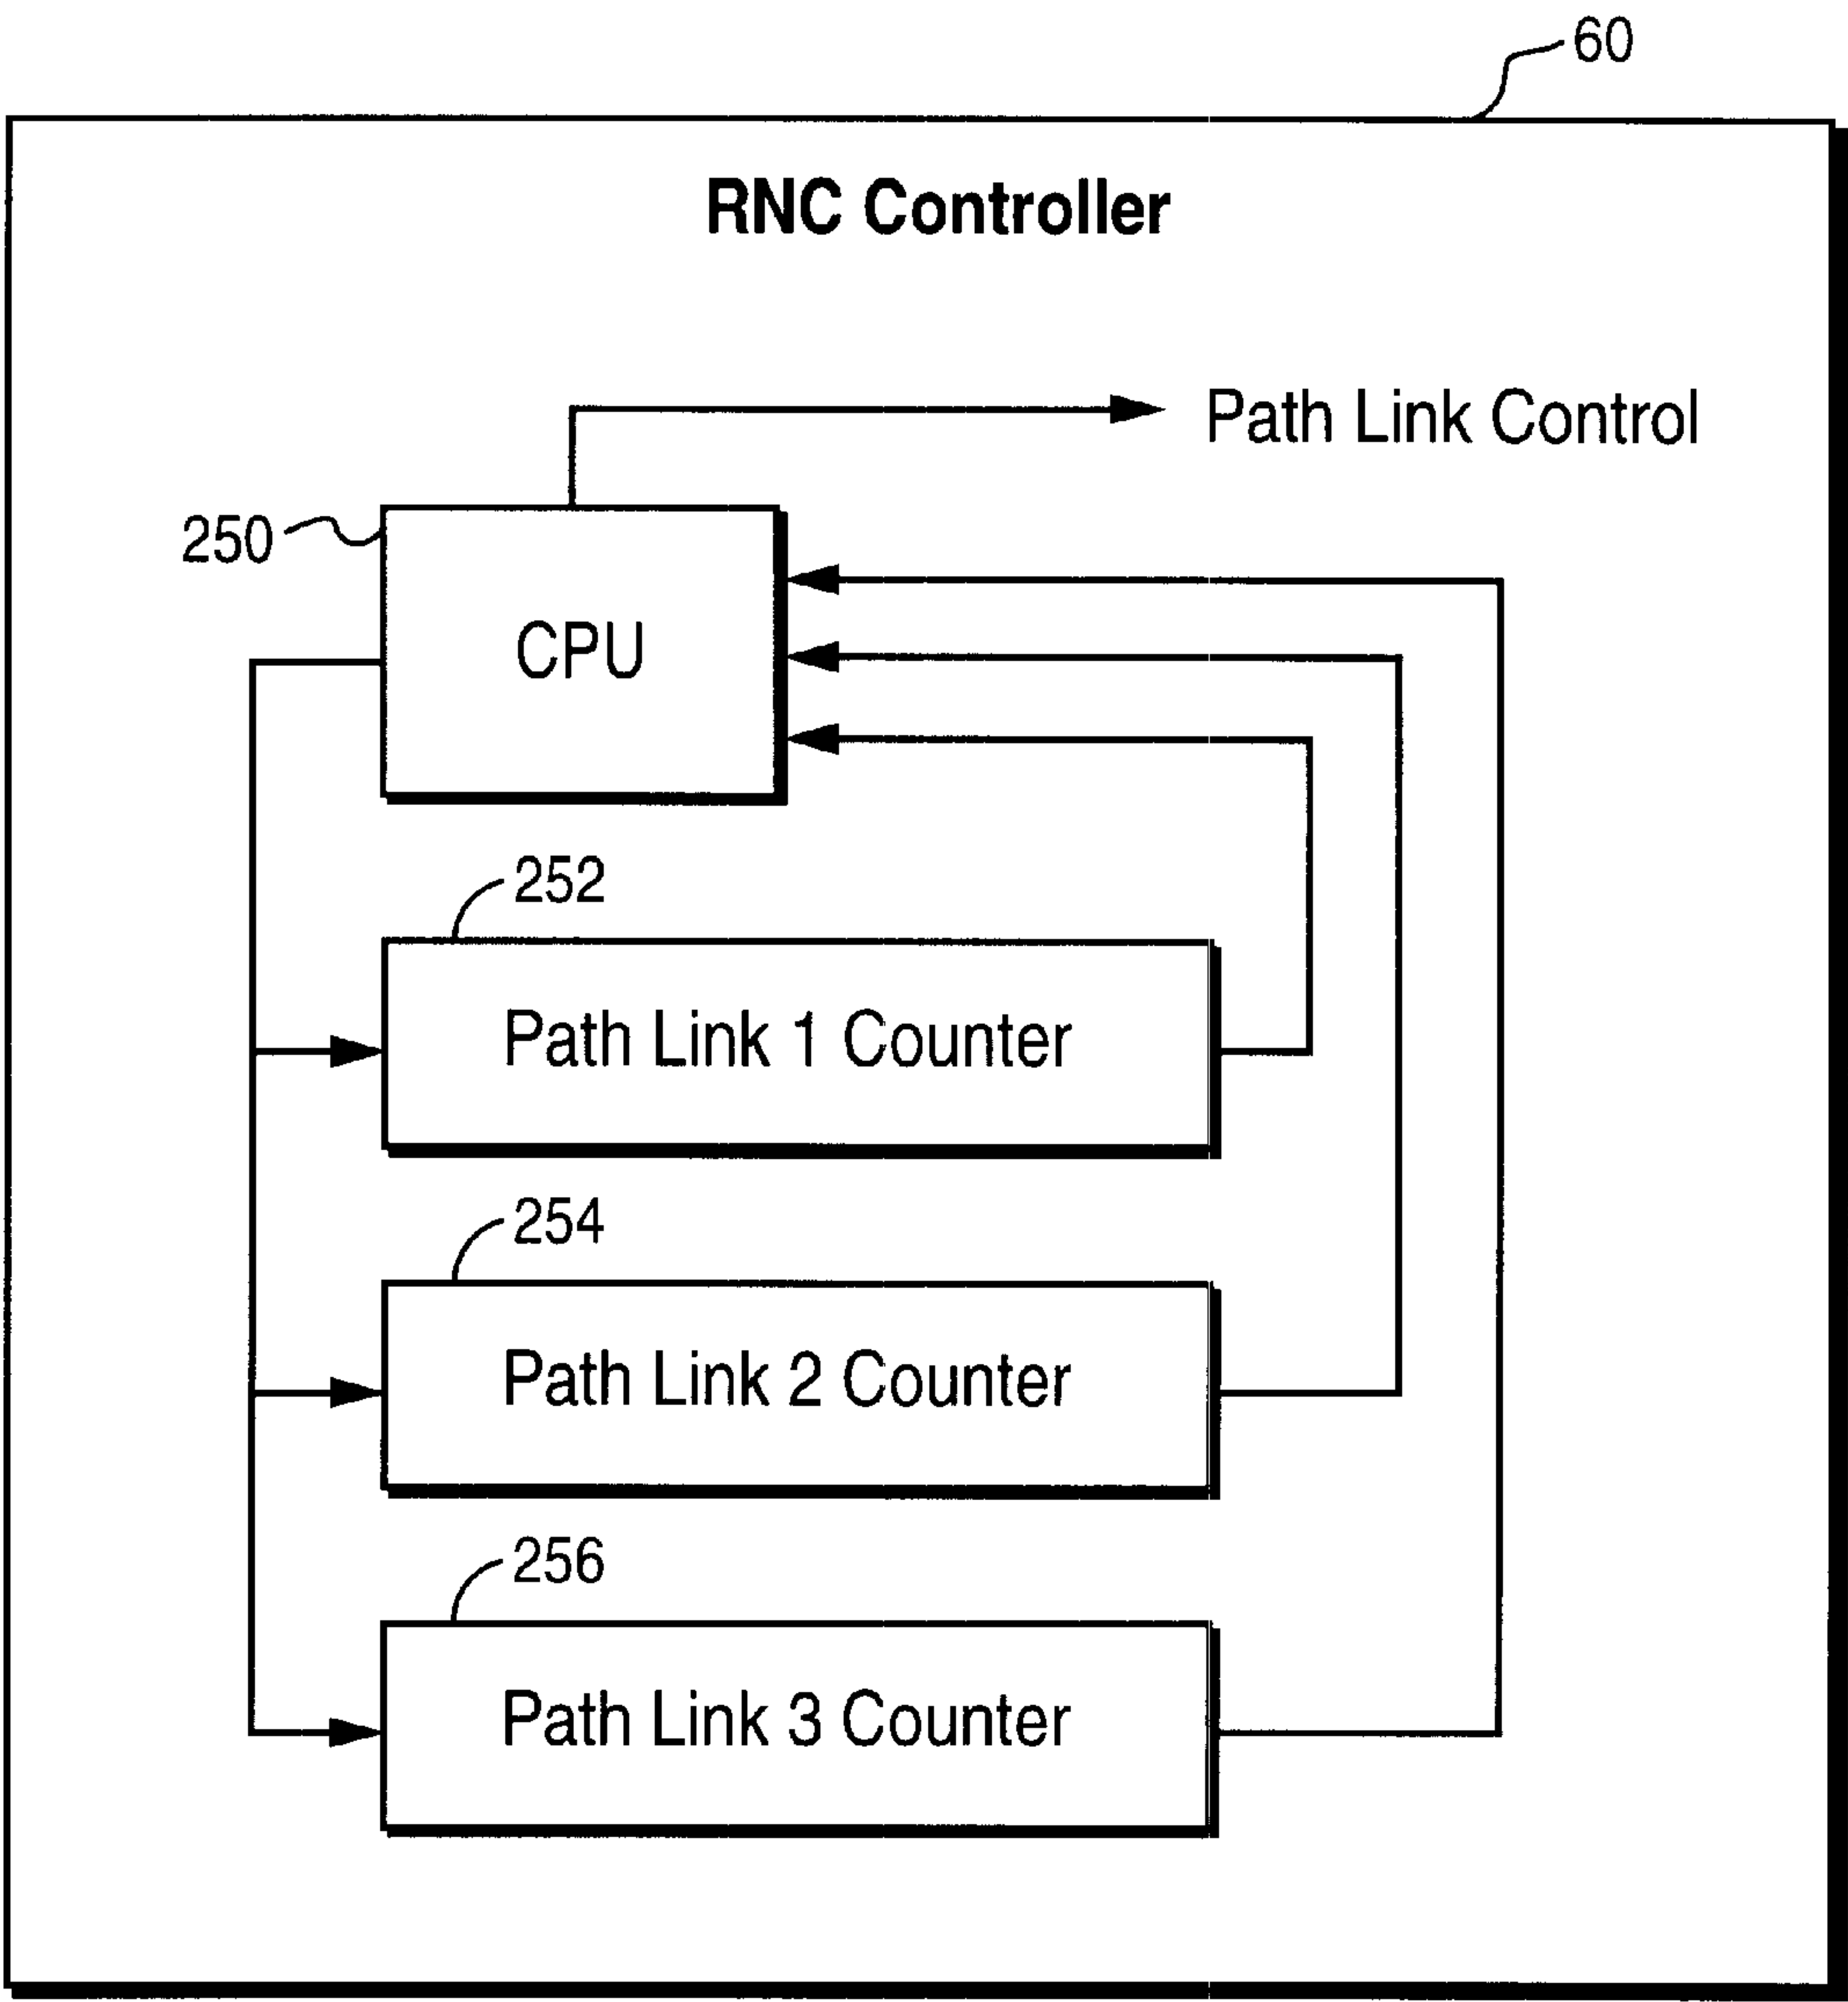 60
RNC Controller
Path Link Control
250
CPU
252
Path Link 1 Counter
254
Path Link 2 Counter
256
Path Link 3 Counter